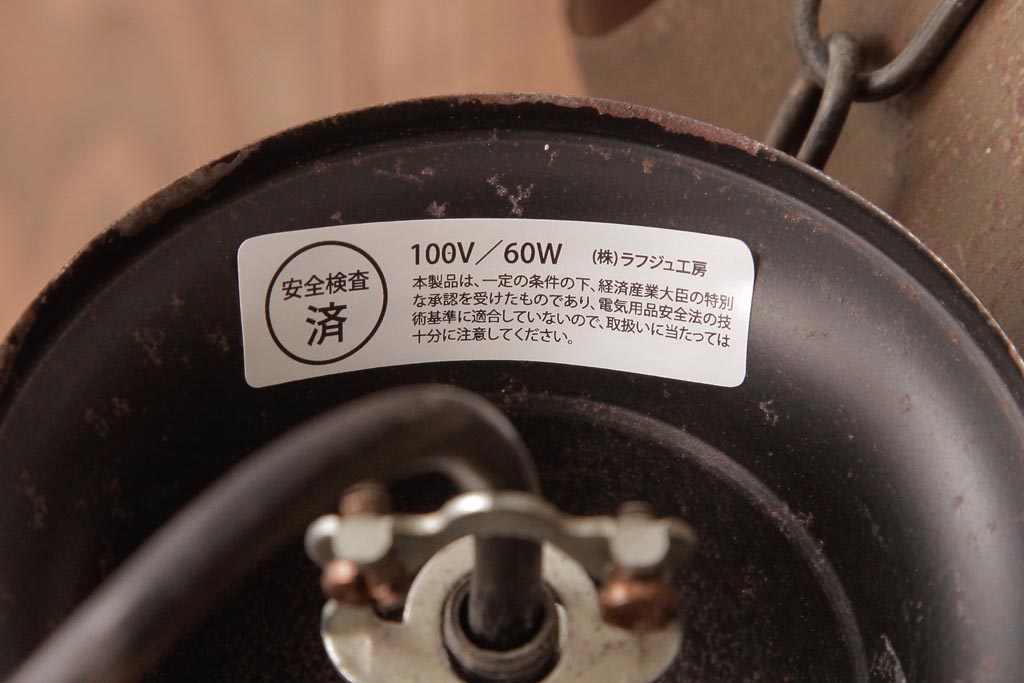 安全検査
済
100V／60W (株)ラフジュ工房
本製品は、一定の条件の下、経済産業大臣の特別
な承認を受けたものであり、電気用品安全法の技
術基準に適合していないので、取扱いに当たっては
十分に注意してください。